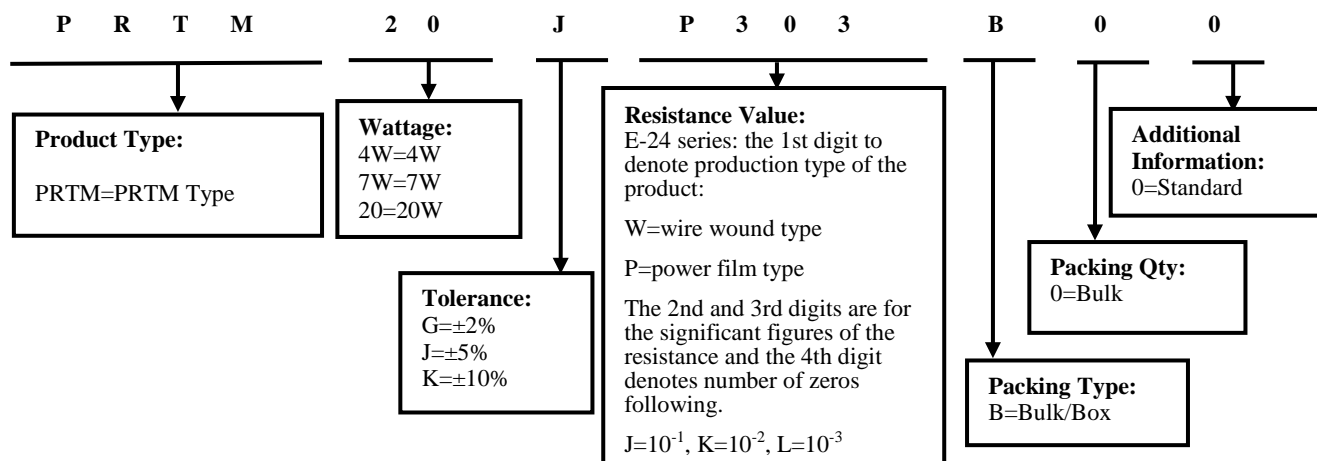 P R T M 2 0 J P 3 0 3 B 0 0
Product Type:
PRTM=PRTM Type
Wattage:
4W=4W
7W=7W
20=20W
Tolerance:
G=±2%
J=±5%
K=±10%
Resistance Value:
E-24 series: the 1st digit to
denote production type of the
product:
W=wire wound type
P=power film type
The 2nd and 3rd digits are for
the significant figures of the
resistance and the 4th digit
denotes number of zeros
following.
J=10⁻¹, K=10⁻², L=10⁻³
Packing Type:
B=Bulk/Box
Packing Qty:
0=Bulk
Additional
Information:
0=Standard